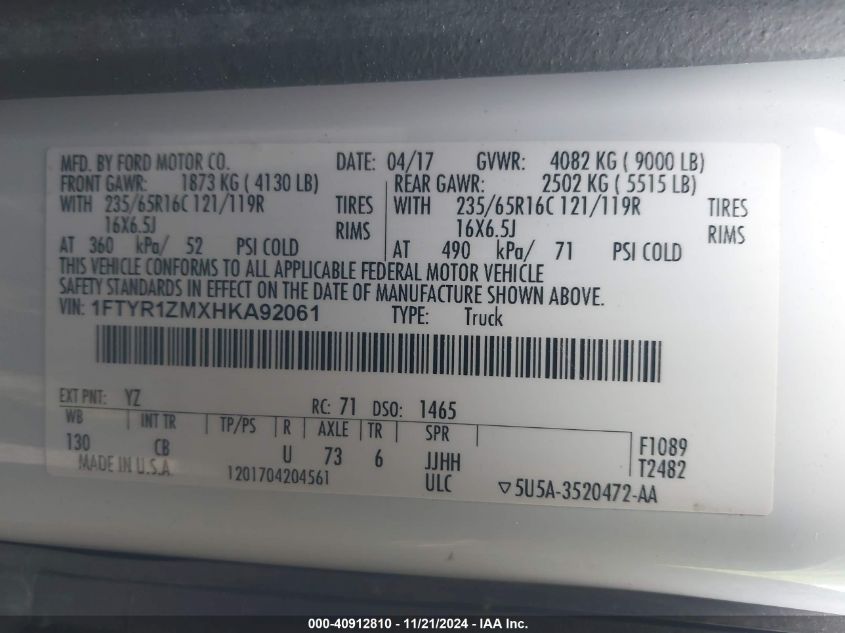 MFD. BY FORD MOTOR CO. DATE: 04/17 GVWR: 4082 KG ( 9000 LB)
FRONT GAWR: 1873 KG ( 4130 LB) REAR GAWR: 2502 KG ( 5515 LB)
WITH 235/65R16C 121/119R TIRES WITH 235/65R16C 121/119R TIRES
16X6.5J RIMS 16X6.5J RIMS
AT 360 kPa/ 52 PSI COLD AT 490 kPa/ 71 PSI COLD
THIS VEHICLE CONFORMS TO ALL APPLICABLE FEDERAL MOTOR VEHICLE
SAFETY STANDARDS IN EFFECT ON THE DATE OF MANUFACTURE SHOWN ABOVE.
VIN: 1FTYR1ZMXHKA92061 TYPE: Truck
EXT PNT: YZ RC: 71 DSO: 1465
WB INT TR TP/PS R AXLE TR SPR F1089
130 CB U 73 6 JJHH T2482
MADE IN U.S.A 1201704204561 ULC ▽5U5A-3520472-AA
000-40912810 - 11/21/2024 - IAAI Inc.